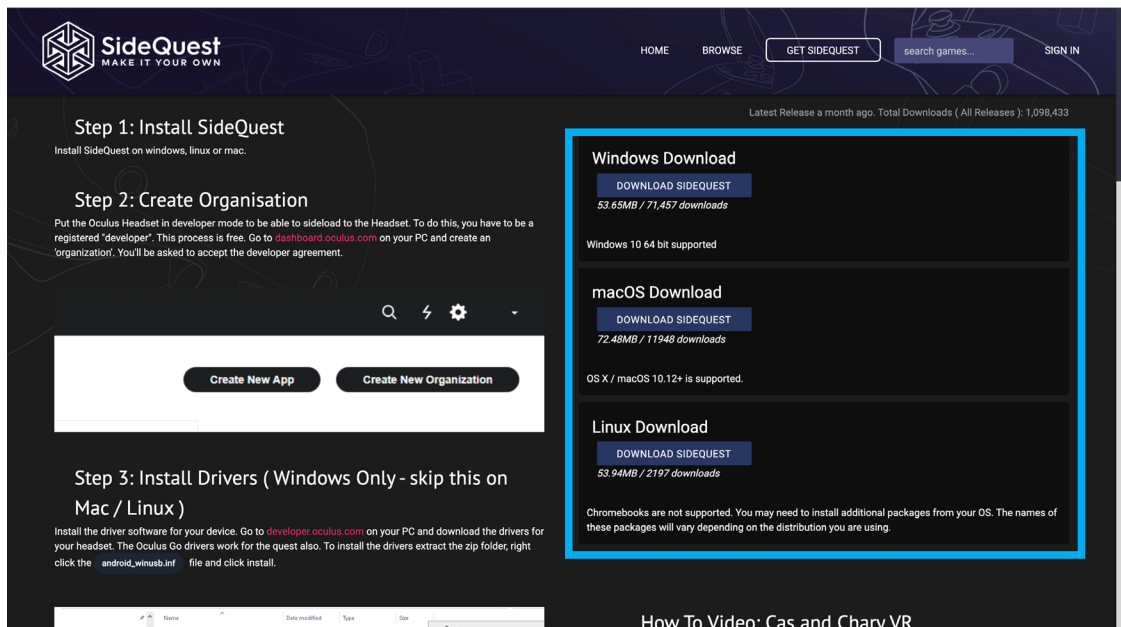 SideQuest
MAKE IT YOUR OWN
HOME
BROWSE
GET SIDEQUEST
search games...
SIGN IN
Latest Release a month ago. Total Downloads ( All Releases ): 1,098,433
Step 1: Install SideQuest
Install SideQuest on windows, linux or mac.
Step 2: Create Organisation
Put the Oculus Headset in developer mode to be able to sideload to the Headset. To do this, you have to be a
registered "developer". This process is free. Go to dashboard.oculus.com on your PC and create an
'organization'. You'll be asked to accept the developer agreement.
Create New App
Create New Organization
Step 3: Install Drivers ( Windows Only - skip this on
Mac / Linux )
Install the driver software for your device. Go to developer.oculus.com on your PC and download the drivers for
your headset. The Oculus Go drivers work for the quest also. To install the drivers extract the zip folder, right
click the android_winusb.inf file and click install.
Name
Date modified
Type
Size
Windows Download
DOWNLOAD SIDEQUEST
53.65MB / 71,457 downloads
Windows 10 64 bit supported
macOS Download
DOWNLOAD SIDEQUEST
72.48MB / 11948 downloads
OS X / macOS 10.12+ is supported.
Linux Download
DOWNLOAD SIDEQUEST
53.94MB / 2197 downloads
Chromebooks are not supported. You may need to install additional packages from your OS. The names of
these packages will vary depending on the distribution you are using.
How To Video: Cas and Chary VR